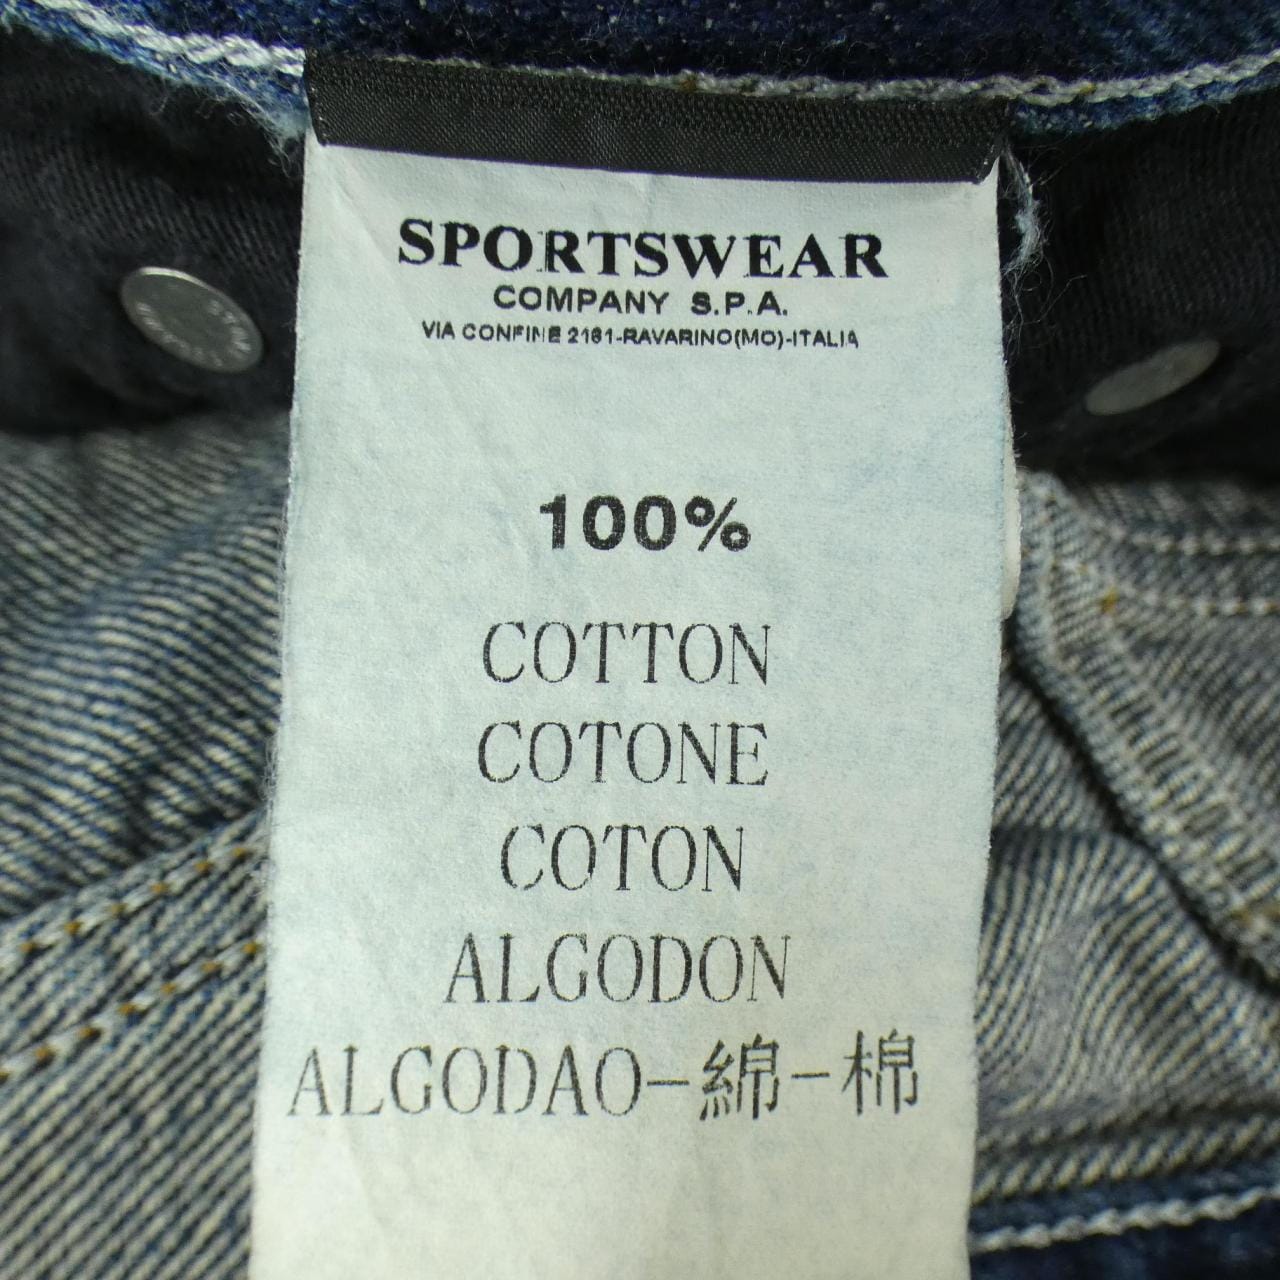 SPORTSWEAR
COMPANY S.P.A.
VIA CONFINE 2161-RAVARINO(MO)-ITALIA
100%
COTTON
COTONE
COTON
ALGODON
ALGODAO-綿-棉